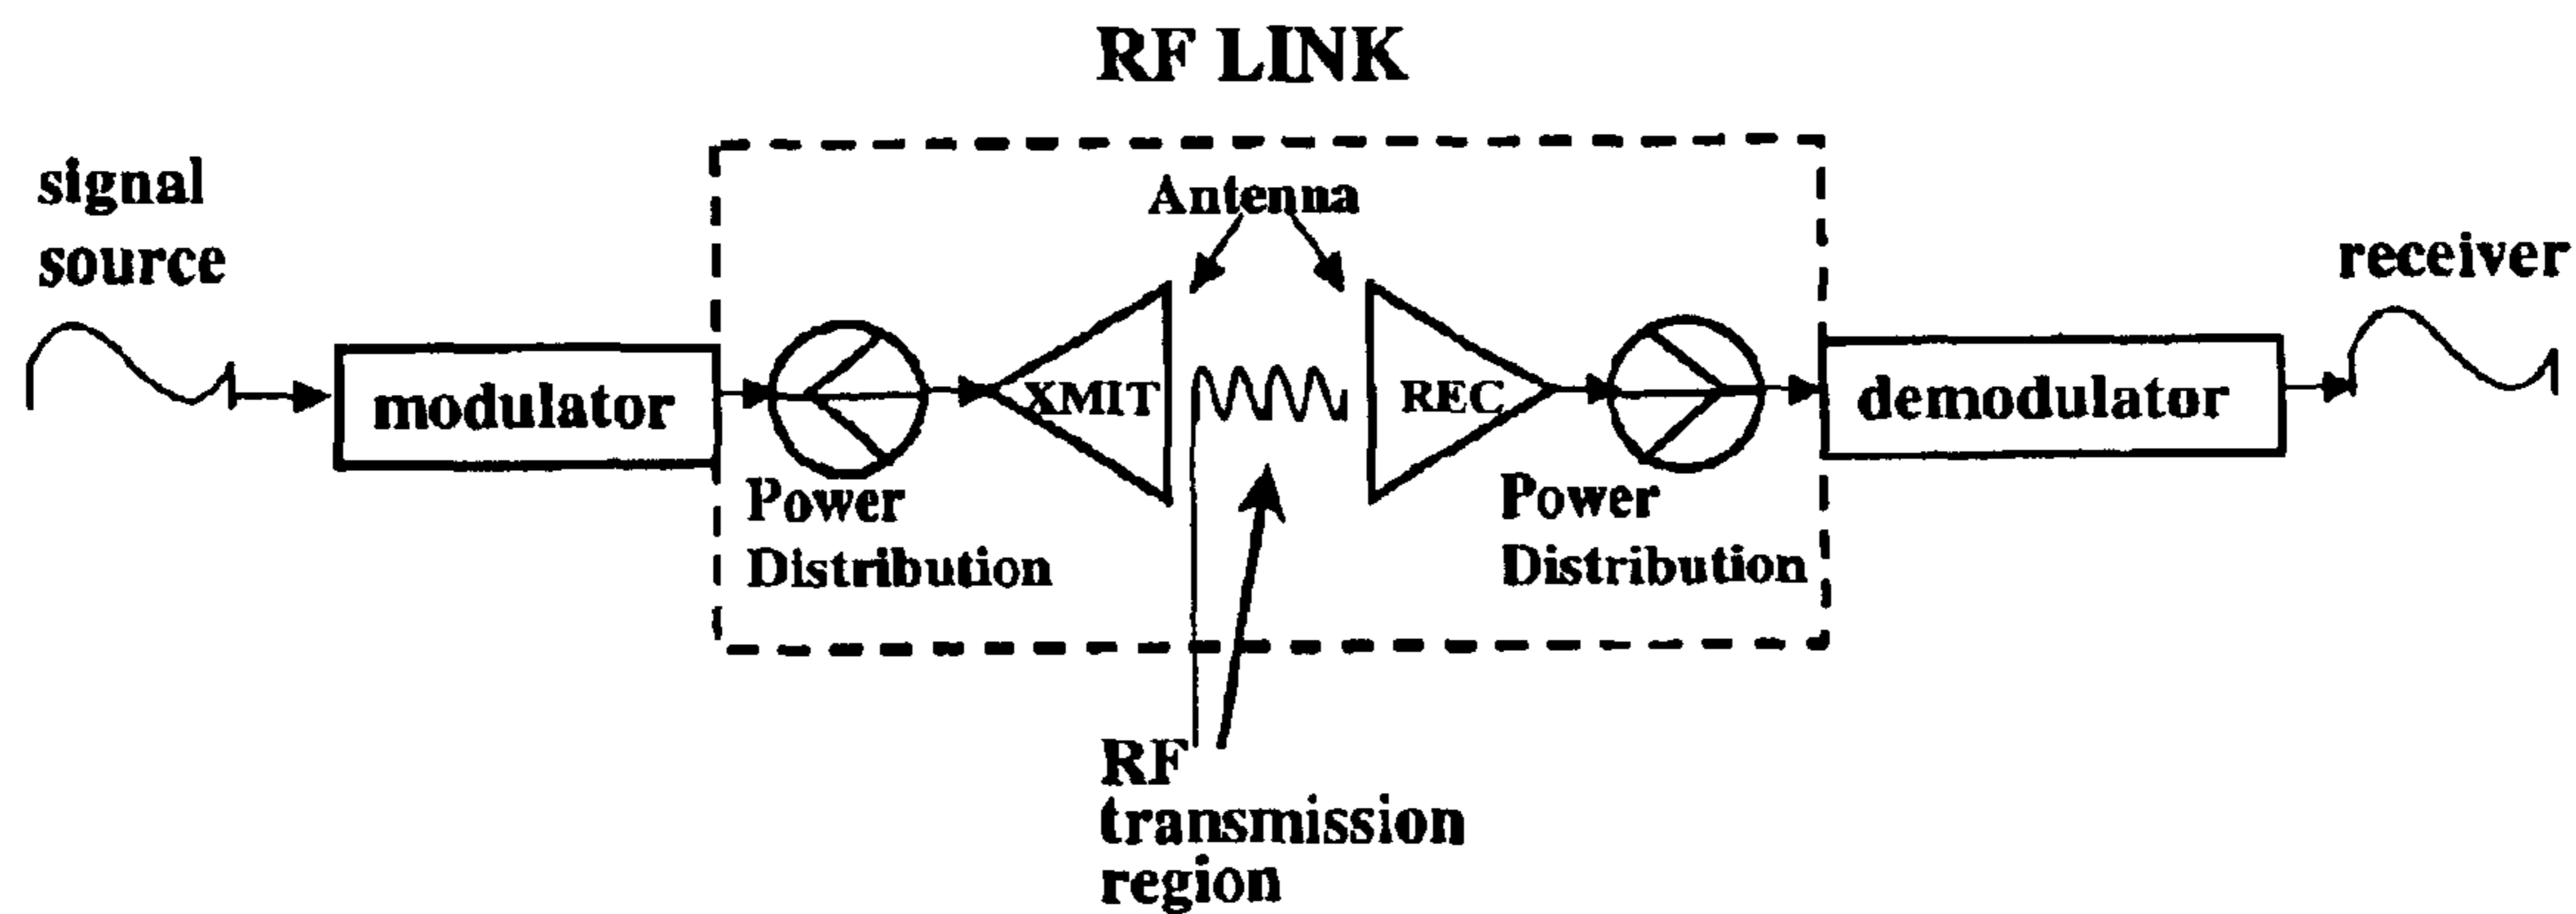 RF LINK
signal
source
Antenna
receiver
modulator
XMIT
REC
demodulator
Power
Distribution
Power
Distribution
RF
transmission
region